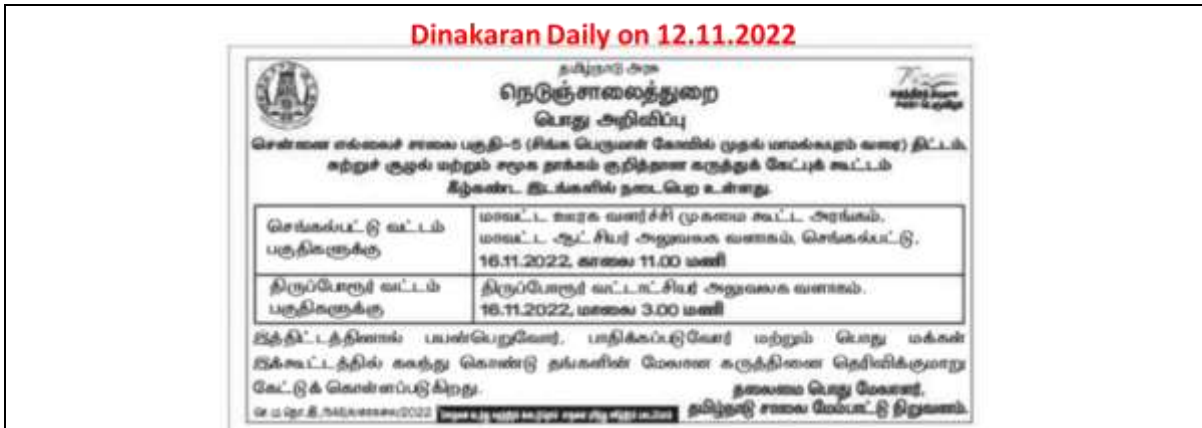 Dinakaran Daily on 12.11.2022
தமிழ்நாடு அரசு
நெடுஞ்சாலைத்துறை
பொது அறிவிப்பு
சென்னை எல்லைச் சாலை பகுதி-5 (சிங்க பெருமாள் கோவில் முதல் மாமல்லபுரம் வரை) திட்டம்,
சுற்றுச் சூழல் மற்றும் சமூக தாக்கம் குறித்தான கருத்துக் கேட்புக் கூட்டம்
கீழ்கண்ட இடங்களில் நடைபெற உள்ளது.
செங்கல்பட்டு வட்டம்
பகுதிகளுக்கு
மாவட்ட ஊரக வளர்ச்சி முகமை கூட்ட அரங்கம்,
மாவட்ட ஆட்சியர் அலுவலக வளாகம், செங்கல்பட்டு,
16.11.2022, காலை 11.00 மணி
திருப்போரூர் வட்டம்
பகுதிகளுக்கு
திருப்போரூர் வட்டாட்சியர் அலுவலக வளாகம்.
16.11.2022, மாலை 3.00 மணி
இத்திட்டத்தினால் பயன்பெறுவோர், பாதிக்கப்படுவோர் மற்றும் பொது மக்கள்
இக்கூட்டத்தில் கலந்து கொண்டு தங்களின் மேலான கருத்தினை தெரிவிக்குமாறு
கேட்டுக் கொள்ளப்படுகிறது.
தலைமை பொது மேலாளர்,
தமிழ்நாடு சாலை மேம்பாட்டு நிறுவனம்.